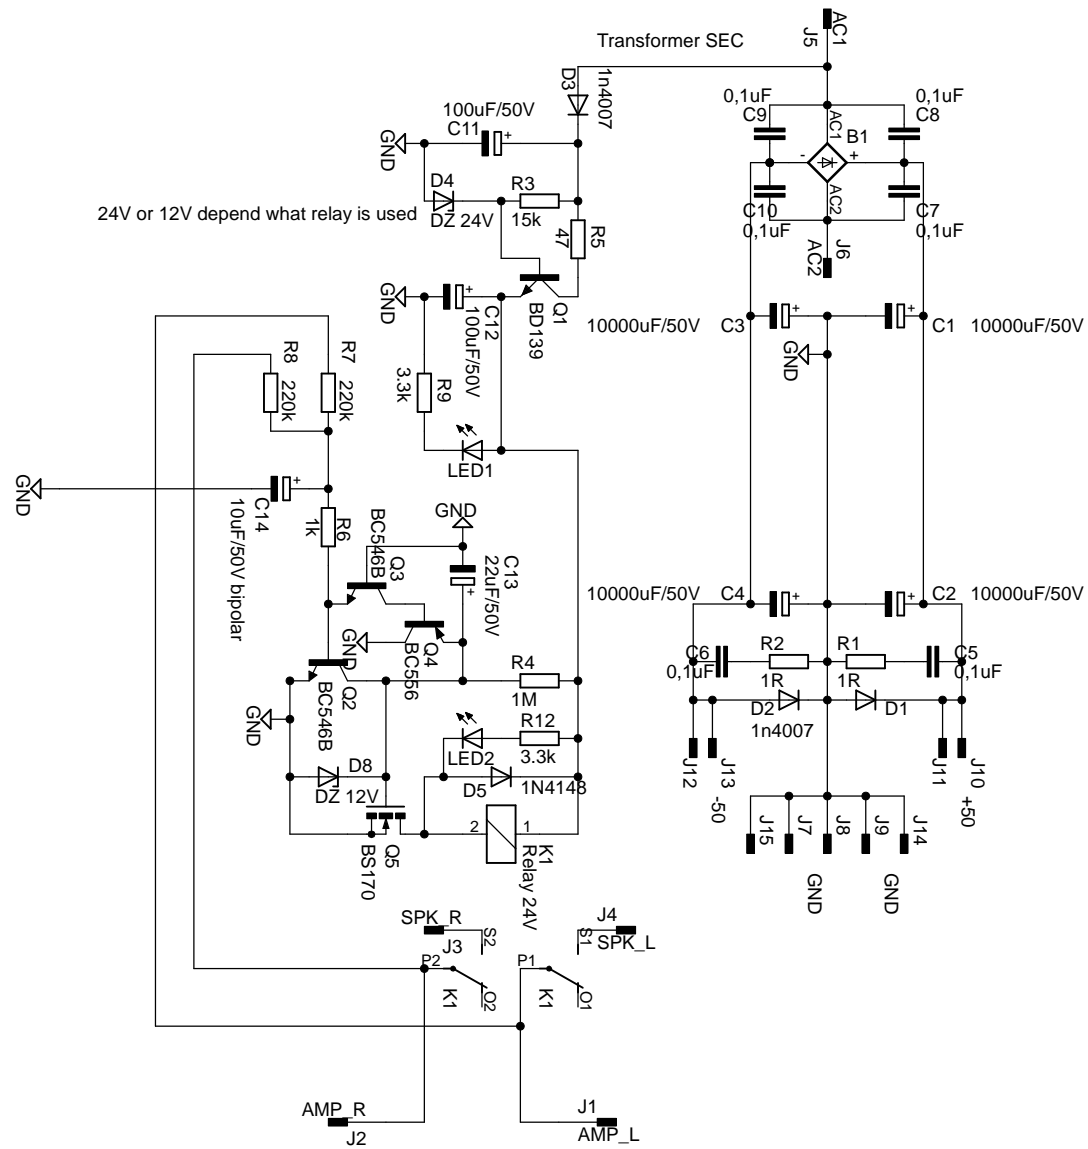 AC1
J5
Transformer SEC
D3
1n4007
0,1uF
C9
0,1uF
C8
100uF/50V
C11
+
GND
AC1
B1
-
+
AC2
D4
R3
DZ 24V
15k
24V or 12V depend what relay is used
R5
47
C10
0,1uF
C7
0,1uF
J6
AC2
GND
+
C12
100uF/50V
Q1
BD139
10000uF/50V
C3
+
+
C1
10000uF/50V
GND
R8
220k
R7
220k
R9
3.3k
LED1
GND
C14
+
10uF/50V bipolar
R6
1k
GND
BC546B
Q3
C13
22uF/50V
+
10000uF/50V
C4
+
+
C2
10000uF/50V
GND
Q4
BC556
C6
0,1uF
R2
1R
R1
1R
C5
0,1uF
Q2
BC546B
R4
1M
GND
D2
1n4007
D1
R12
3.3k
LED2
D8
DZ 12V
D5
1N4148
J12
J13
-50
J11
J10
+50
Q5
BS170
2
1
K1
Relay 24V
J15
J7
J8
J9
J14
GND
GND
SPK_R
J3
S2
J4
SPK_L
S1
P2
K1
O2
P1
K1
O1
AMP_R
J2
J1
AMP_L